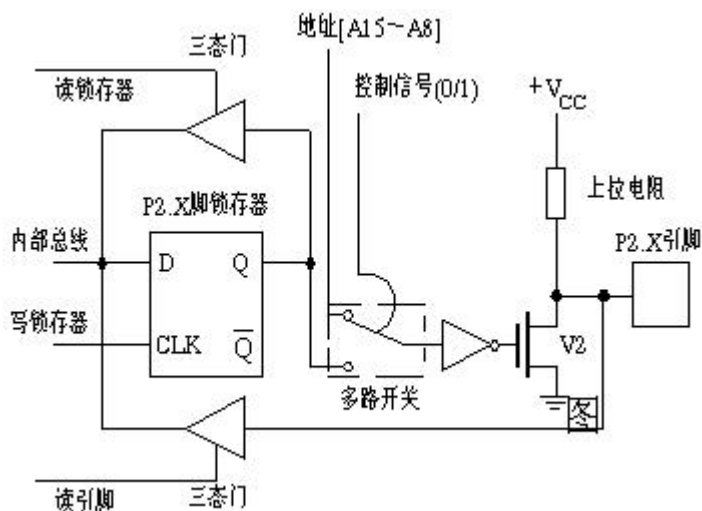 地址[A15～A8]
三态门
读锁存器
控制信号(0/1)
+VCC
上拉电阻
P2.X脚锁存器
P2.X引脚
内部总线
D
Q
写锁存器
CLK
Q̅
V2
多路开关
图
读引脚
三态门